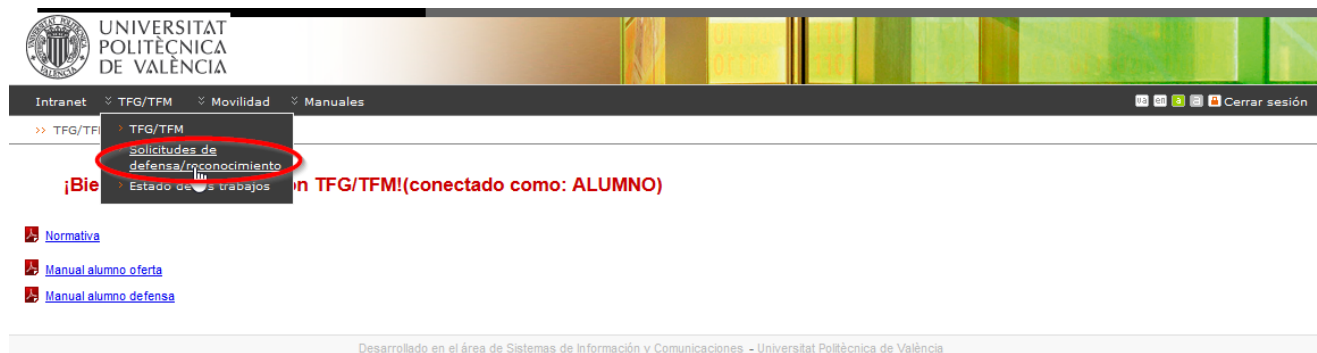 UNIVERSITAT
POLITÈCNICA
DE VALÈNCIA
Intranet TFG/TFM Movilidad Manuales va en a a Cerrar sesión
>> TFG/TF
TFG/TFM
Solicitudes de
defensa/reconocimiento
Estado de s trabajos
¡Bie n TFG/TFM!(conectado como: ALUMNO)
Normativa
Manual alumno oferta
Manual alumno defensa
Desarrollado en el área de Sistemas de Información y Comunicaciones - Universitat Politècnica de València